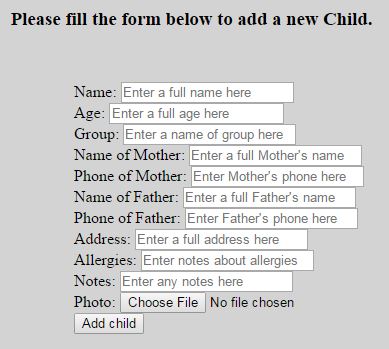 Please fill the form below to add a new Child.
Name: Enter a full name here
Age: Enter a full age here
Group: Enter a name of group here
Name of Mother: Enter a full Mother's name
Phone of Mother: Enter Mother's phone here
Name of Father: Enter a full Father's name
Phone of Father: Enter Father's phone here
Address: Enter a full address here
Allergies: Enter notes about allergies
Notes: Enter any notes here
Photo: Choose File No file chosen
Add child